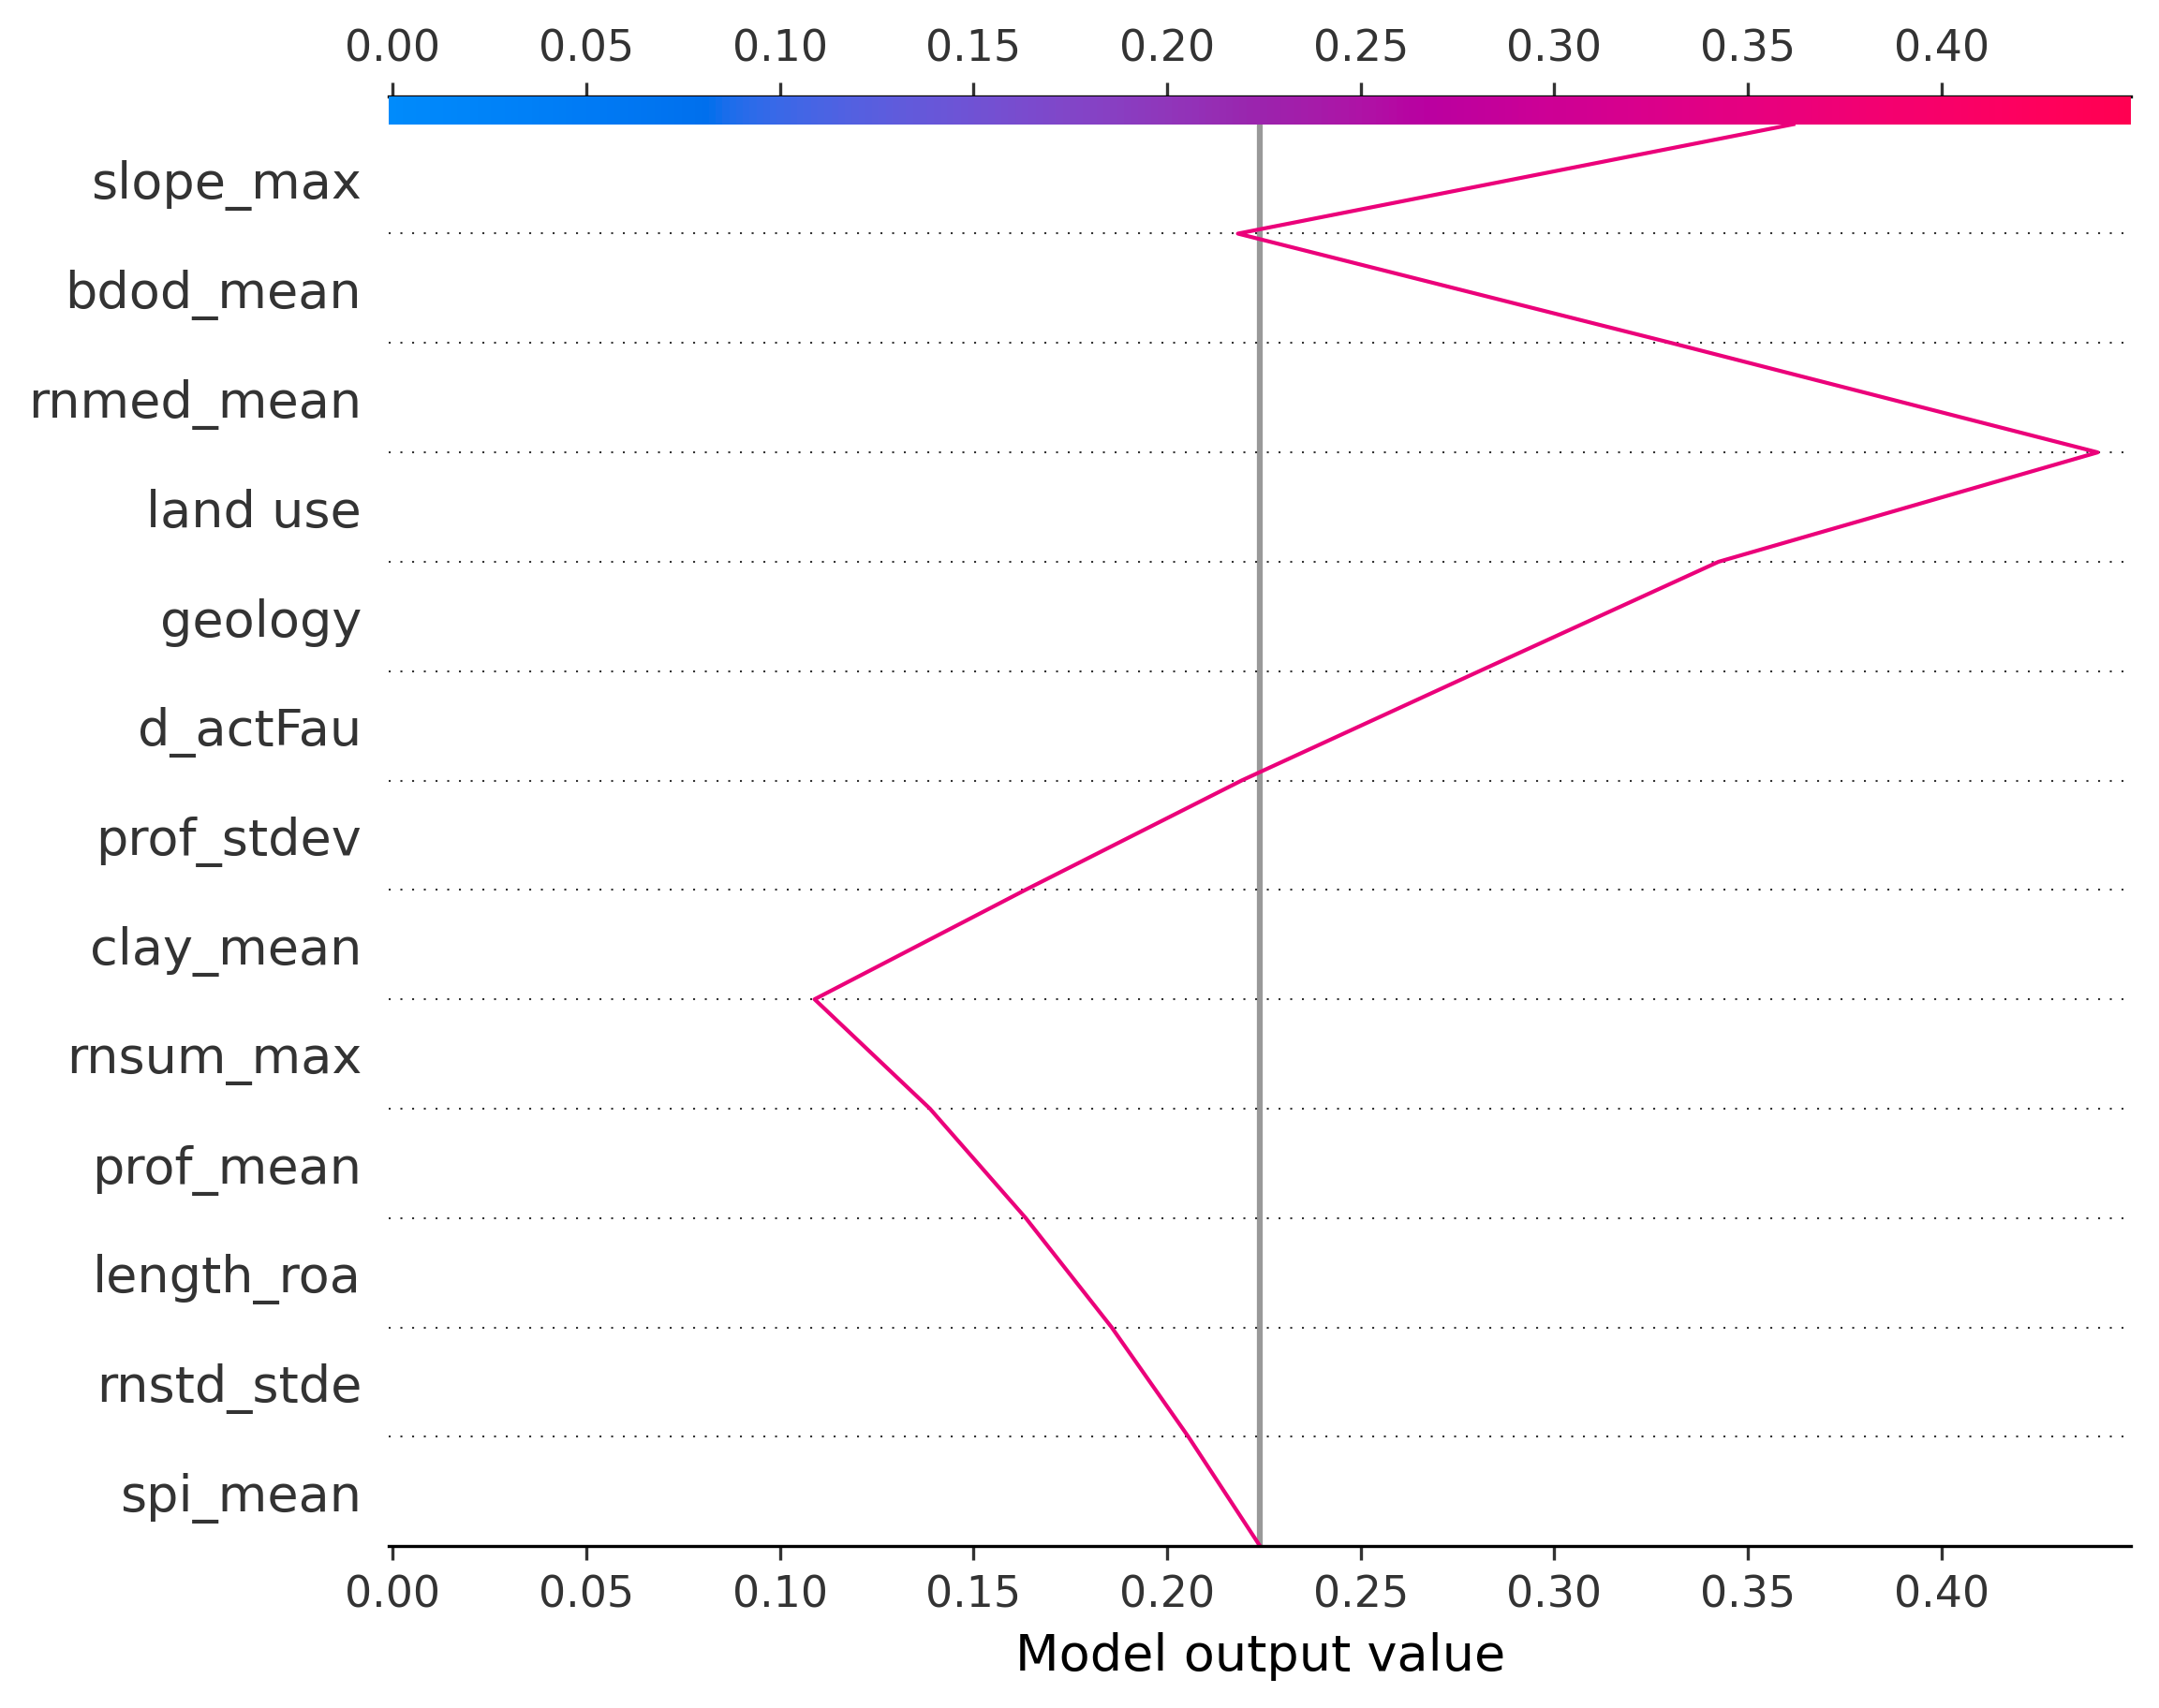 0.00 0.05 0.10 0.15 0.20 0.25 0.30 0.35 0.40
slope_max
bdod_mean
rnmed_mean
land use
geology
d_actFau
prof_stdev
clay_mean
rnsum_max
prof_mean
length_roa
rnstd_stde
spi_mean
0.00 0.05 0.10 0.15 0.20 0.25 0.30 0.35 0.40
Model output value